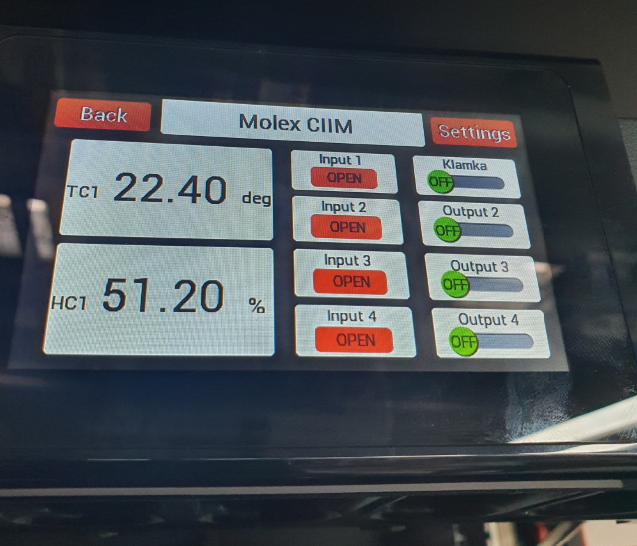 Back
Molex CIIM
Settings
TC1 22.40 deg
HC1 51.20 %
Input 1
OPEN
Input 2
OPEN
Input 3
OPEN
Input 4
OPEN
Klamka
OFF
Output 2
OFF
Output 3
OFF
Output 4
OFF